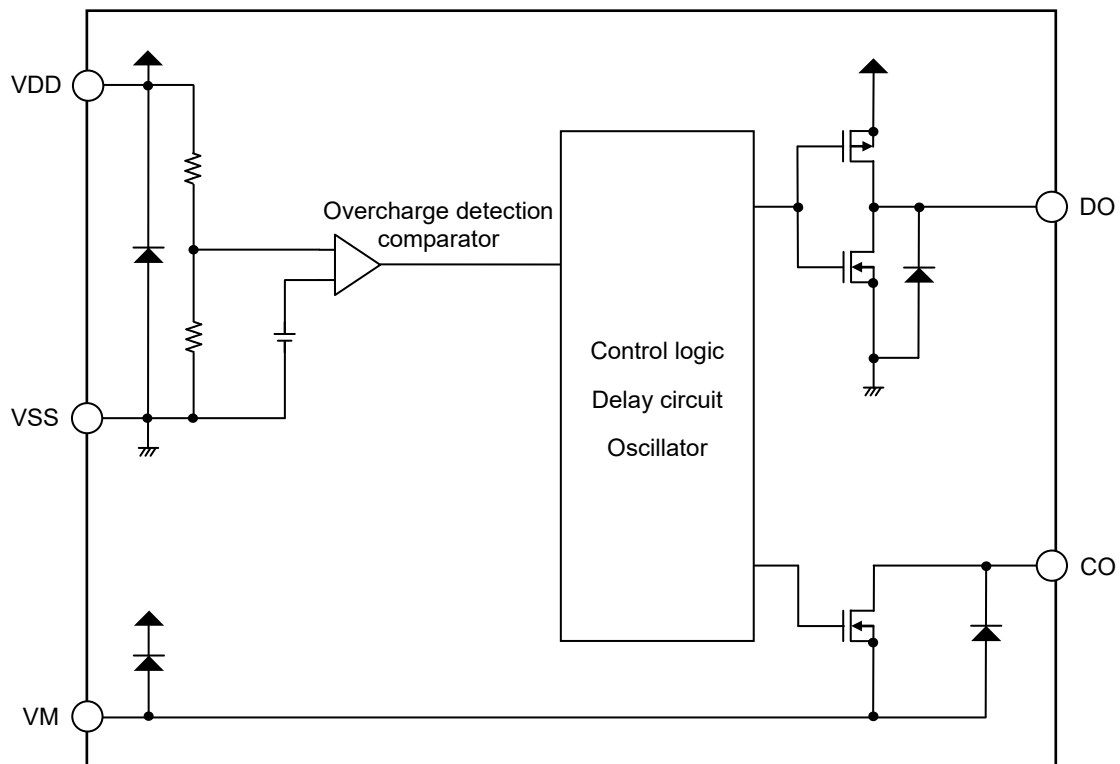 VDD
Overcharge detection
comparator
DO
VSS
Control logic
Delay circuit
Oscillator
CO
VM